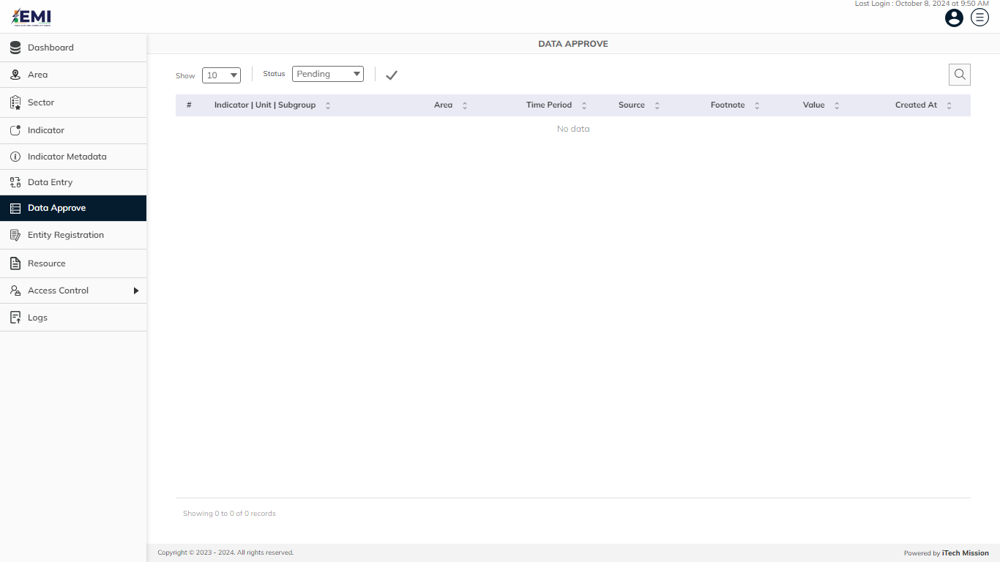 Last Login : October 8, 2024 at 9:50 AM
IEMI
Dashboard
Area
Sector
Indicator
Indicator Metadata
Data Entry
Data Approve
Entity Registration
Resource
Access Control
Logs
DATA APPROVE
Show 10 Status Pending
# Indicator | Unit | Subgroup Area Time Period Source Footnote Value Created At
No data
Showing 0 to 0 of 0 records
Copyright © 2023 - 2024. All rights reserved.
Powered by iTech Mission